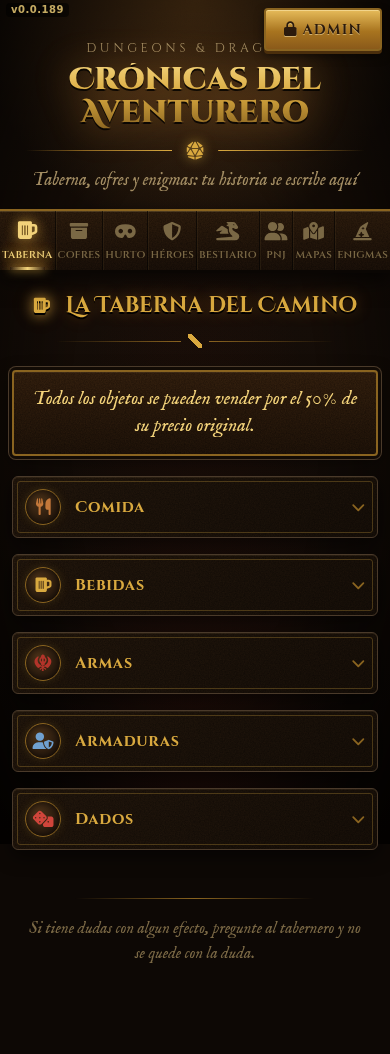 v0.0.189
ADMIN
DUNGEONS & DRAG
CRÓNICAS DEL
AVENTURERO
Taberna, cofres y enigmas: tu historia se escribe aquí
TABERNA COFRES HURTO HÉROES BESTIARIO PNJ MAPAS ENIGMAS
LA TABERNA DEL CAMINO
Todos los objetos se pueden vender por el 50% de
su precio original.
COMIDA
BEBIDAS
ARMAS
ARMADURAS
DADOS
Si tiene dudas con algun efecto, pregunte al tabernero y no
se quede con la duda.